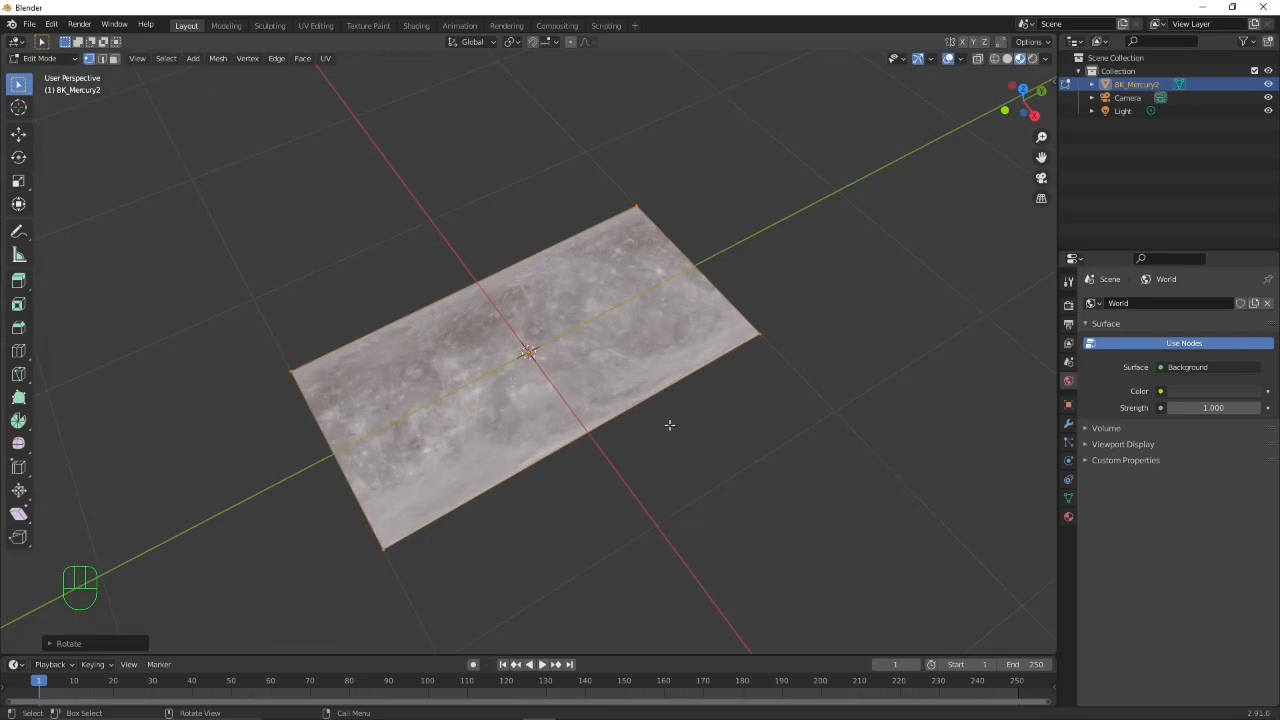 Blender
File Edit Render Window Help Layout Modeling Sculpting UV Editing Texture Paint Shading Animation Rendering Compositing Scripting Scene View Layer
Global X Y Z Options
Edit Mode View Select Add Mesh Vertex Edge Face UV
User Perspective
(1) 8K_Mercury2
Z
Y
X
Scene Collection
Collection
8K_Mercury2
Camera
Light
Scene World
World
Surface
Use Nodes
Surface Background
Color
Strength 1.000
Volume
Viewport Display
Custom Properties
Rotate
Playback Keying View Marker 1 Start 1 End 250
1 10 20 30 40 50 60 70 80 90 100 110 120 130 140 150 160 170 180 190 200 210 220 230 240 250
Select Box Select Rotate View Call Menu 2.91.0